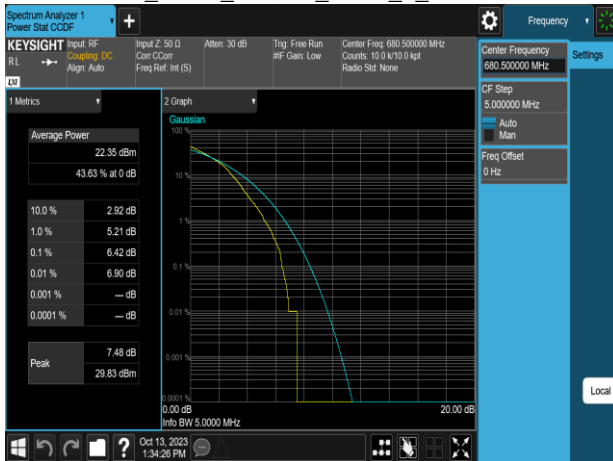 Spectrum Analyzer 1
Power Stat CCDF
Frequency
KEYSIGHT
RL
LXI
Input: RF
Coupling: DC
Align: Auto
Input Z: 50 Ω
Corr CCorr
Freq Ref: Int (S)
Atten: 30 dB
Trig: Free Run
#IF Gain: Low
Center Freq: 680.500000 MHz
Counts: 10.0 k/10.0 kpt
Radio Std: None
Center Frequency
680.500000 MHz
Settings
CF Step
5.000000 MHz
Auto
Man
Freq Offset
0 Hz
Local
1 Metrics
Average Power
22.35 dBm
43.63 % at 0 dB
10.0 % 2.92 dB
1.0 % 5.21 dB
0.1 % 6.42 dB
0.01 % 6.90 dB
0.001 % --- dB
0.0001 % --- dB
Peak
7.48 dB
29.83 dBm
2 Graph
Gaussian
100 %
10 %
1 %
0.1 %
0.01 %
0.001 %
0.0001 %
0.00 dB 20.00 dB
Info BW 5.0000 MHz
?
Oct 13, 2023
1:34:26 PM